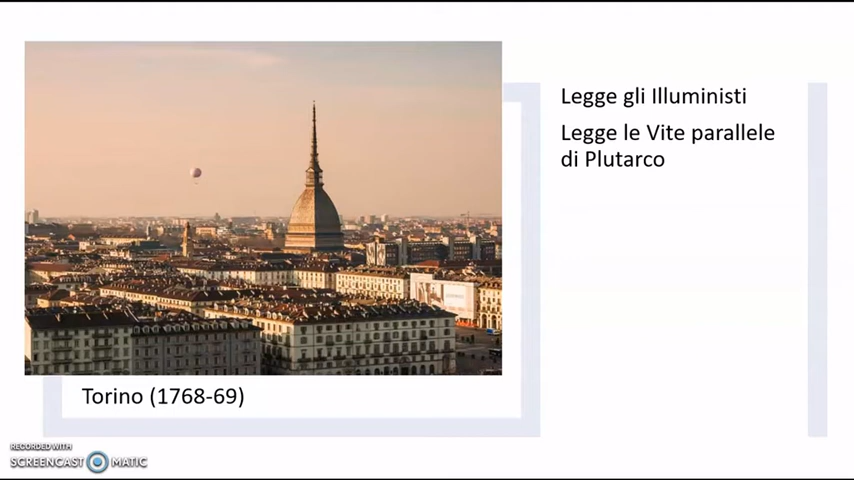 Legge gli Illuministi
Legge le Vite parallele
di Plutarco
Torino (1768-69)
RECORDED WITH
SCREENCAST MATIC